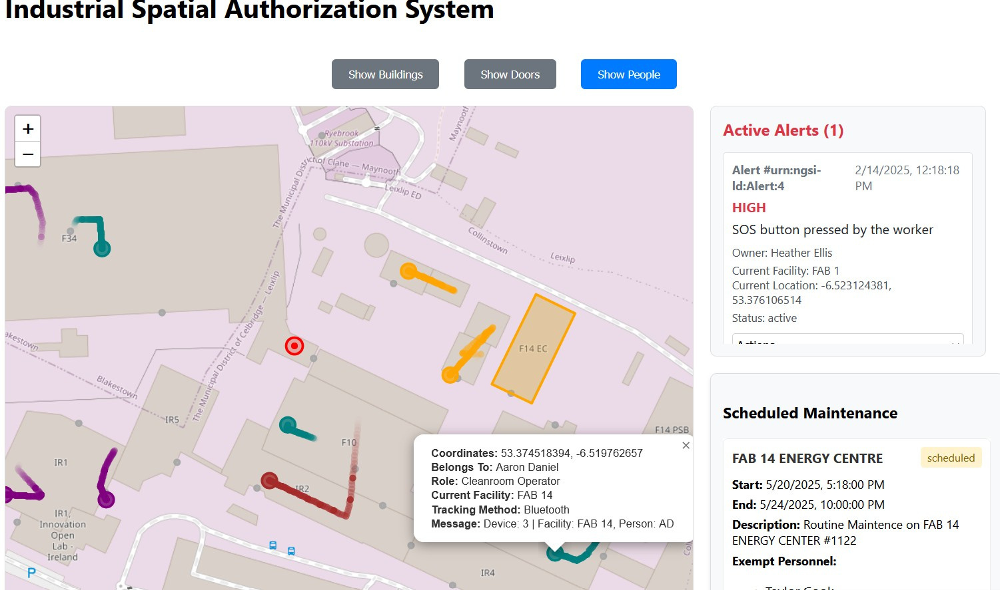 Industrial Spatial Authorization System
Show Buildings
Show Doors
Show People
+
−
Ryebrook
110kV Substation
Maynooth
The Municipal District of Clane — Maynooth
Leixlip ED
Collinstown
Leixlip
F34
The Municipal District of Celbridge — Leixlip
akestown
Blakestown
F14 EC
IR5
F10
F14 PSB
IR1
IR2
IR1,
Innovation
Open
Lab -
Ireland
P
IR4
Col
×
Coordinates: 53.374518394, -6.519762657
Belongs To: Aaron Daniel
Role: Cleanroom Operator
Current Facility: FAB 14
Tracking Method: Bluetooth
Message: Device: 3 | Facility: FAB 14, Person: AD
Active Alerts (1)
Alert #urn:ngsi-
ld:Alert:4
2/14/2025, 12:18:18
PM
HIGH
SOS button pressed by the worker
Owner: Heather Ellis
Current Facility: FAB 1
Current Location: -6.523124381,
53.376106514
Status: active
Actions
Scheduled Maintenance
FAB 14 ENERGY CENTRE
scheduled
Start: 5/20/2025, 5:18:00 PM
End: 5/24/2025, 10:00:00 PM
Description: Routine Maintence on FAB 14
ENERGY CENTER #1122
Exempt Personnel:
Taylor Cook